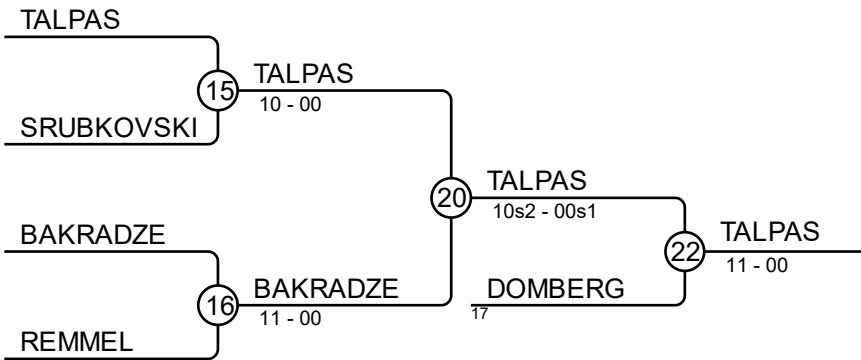 TALPAS
15
TALPAS
10 - 00
SRUBKOVSKI
20
TALPAS
10s2 - 00s1
BAKRADZE
22
TALPAS
11 - 00
16
BAKRADZE
11 - 00
17
DOMBERG
REMMEL